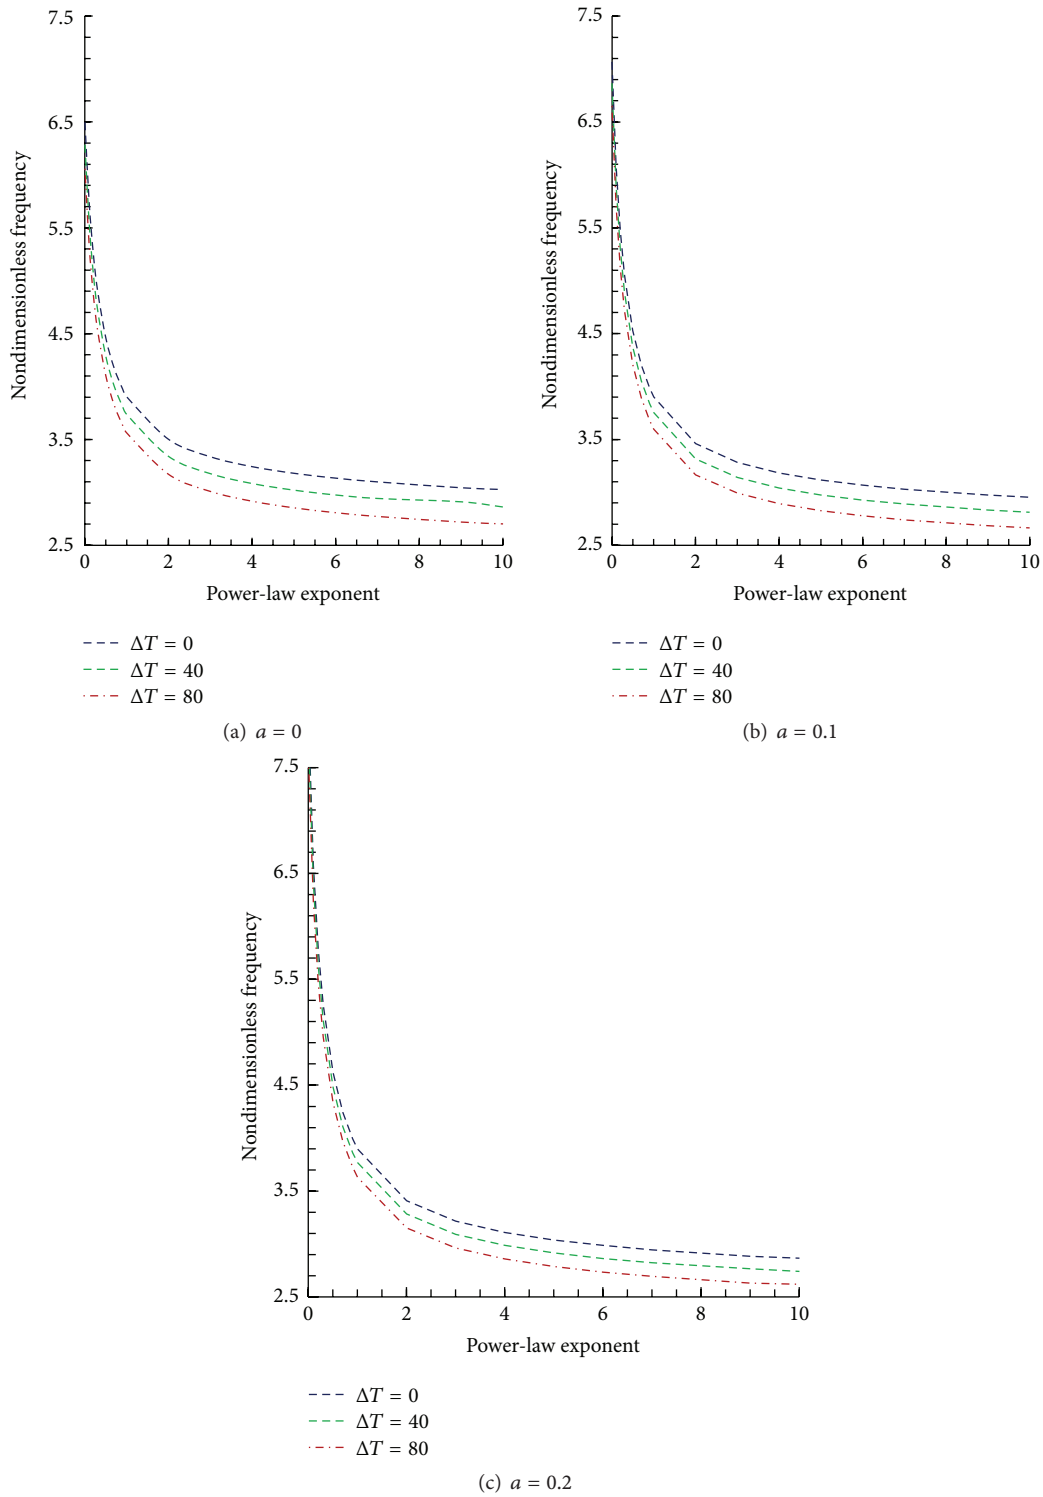 7.5
6.5
5.5
4.5
3.5
2.5
Nondimensionless frequency
0 2 4 6 8 10
Power-law exponent
ΔT = 0
ΔT = 40
ΔT = 80
(a) a = 0
7.5
6.5
5.5
4.5
3.5
2.5
Nondimensionless frequency
0 2 4 6 8 10
Power-law exponent
ΔT = 0
ΔT = 40
ΔT = 80
(b) a = 0.1
7.5
6.5
5.5
4.5
3.5
2.5
Nondimensionless frequency
0 2 4 6 8 10
Power-law exponent
ΔT = 0
ΔT = 40
ΔT = 80
(c) a = 0.2